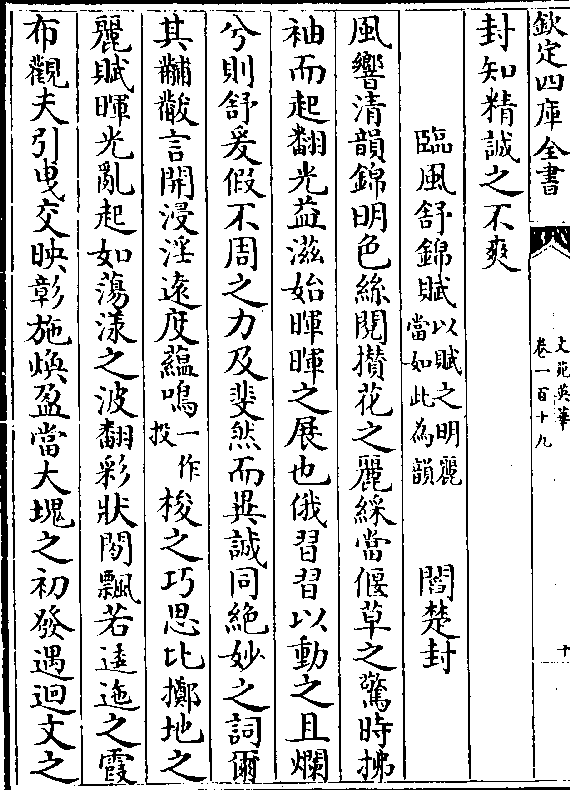 欽定四庫全書
文苑英華
卷一百十九
十
封知精誠之不爽
臨風舒錦賦以賦之明麗當如此為韻 閻楚封
風響清韻錦明色絲閱攅花之麗綵當偃草之驚時拂
袖而起翻光益滋始暉暉之展也俄習習以動之且爛
兮則舒爰假不周之力及斐然而異誠同絶妙之詞爾
其黼黻言開浸淫逺度藴鳴一作投梭之巧思比擲地之
麗賦暉光亂起如蕩漾之波翻彩狀閱飄若逶迤之霞
布觀夫引曵交映彰施煥盈當大塊之初發遇迴文之